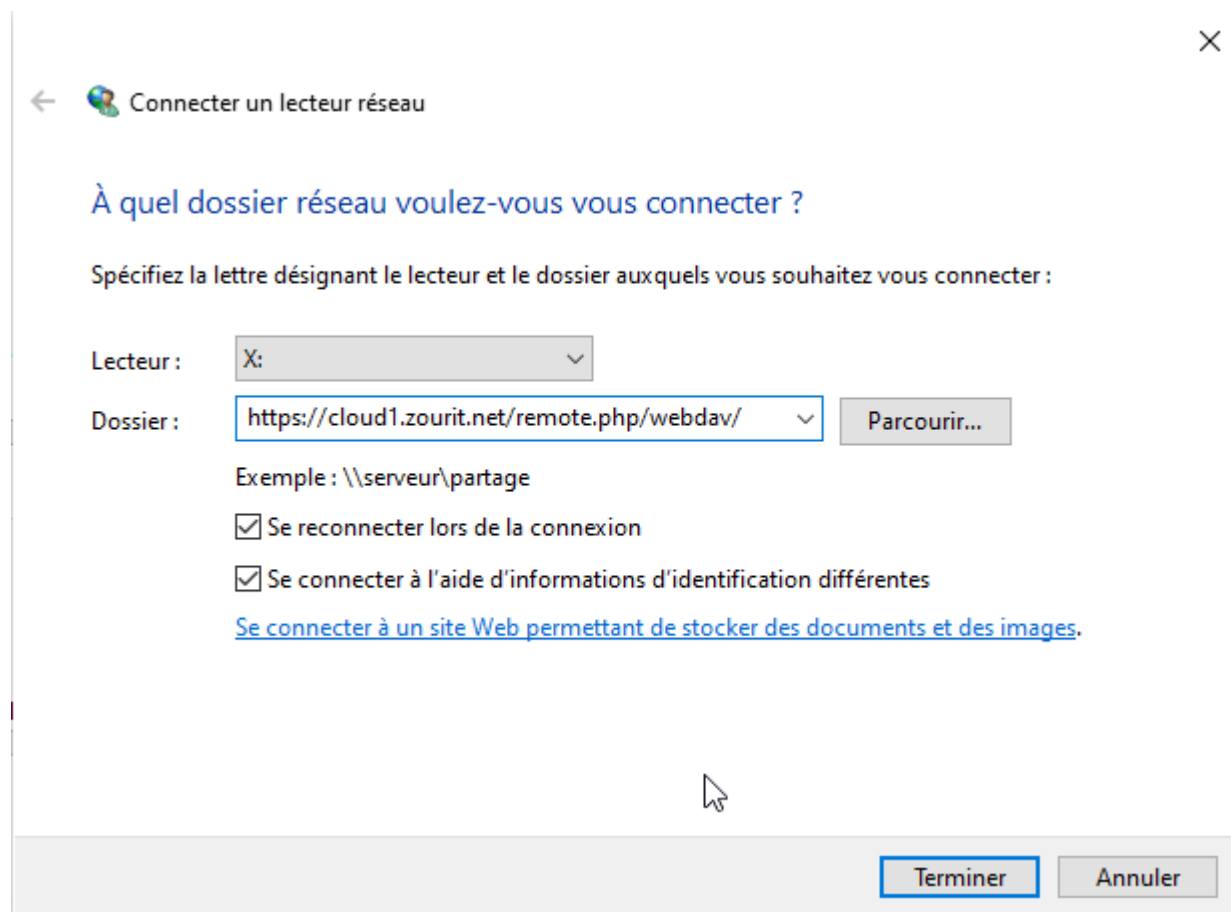 Connecter un lecteur réseau
À quel dossier réseau voulez-vous vous connecter ?
Spécifiez la lettre désignant le lecteur et le dossier auxquels vous souhaitez vous connecter :
Lecteur : X:
Dossier : https://cloud1.zourit.net/remote.php/webdav/ Parcourir...
Exemple : \\serveur\partage
Se reconnecter lors de la connexion
Se connecter à l’aide d’informations d’identification différentes
Se connecter à un site Web permettant de stocker des documents et des images.
Terminer Annuler